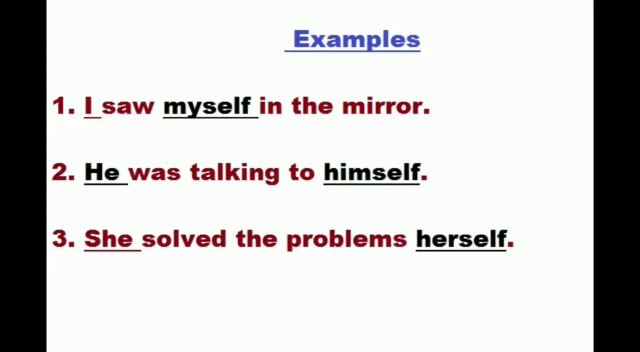 Examples
1. I saw myself in the mirror.
2. He was talking to himself.
3. She solved the problems herself.